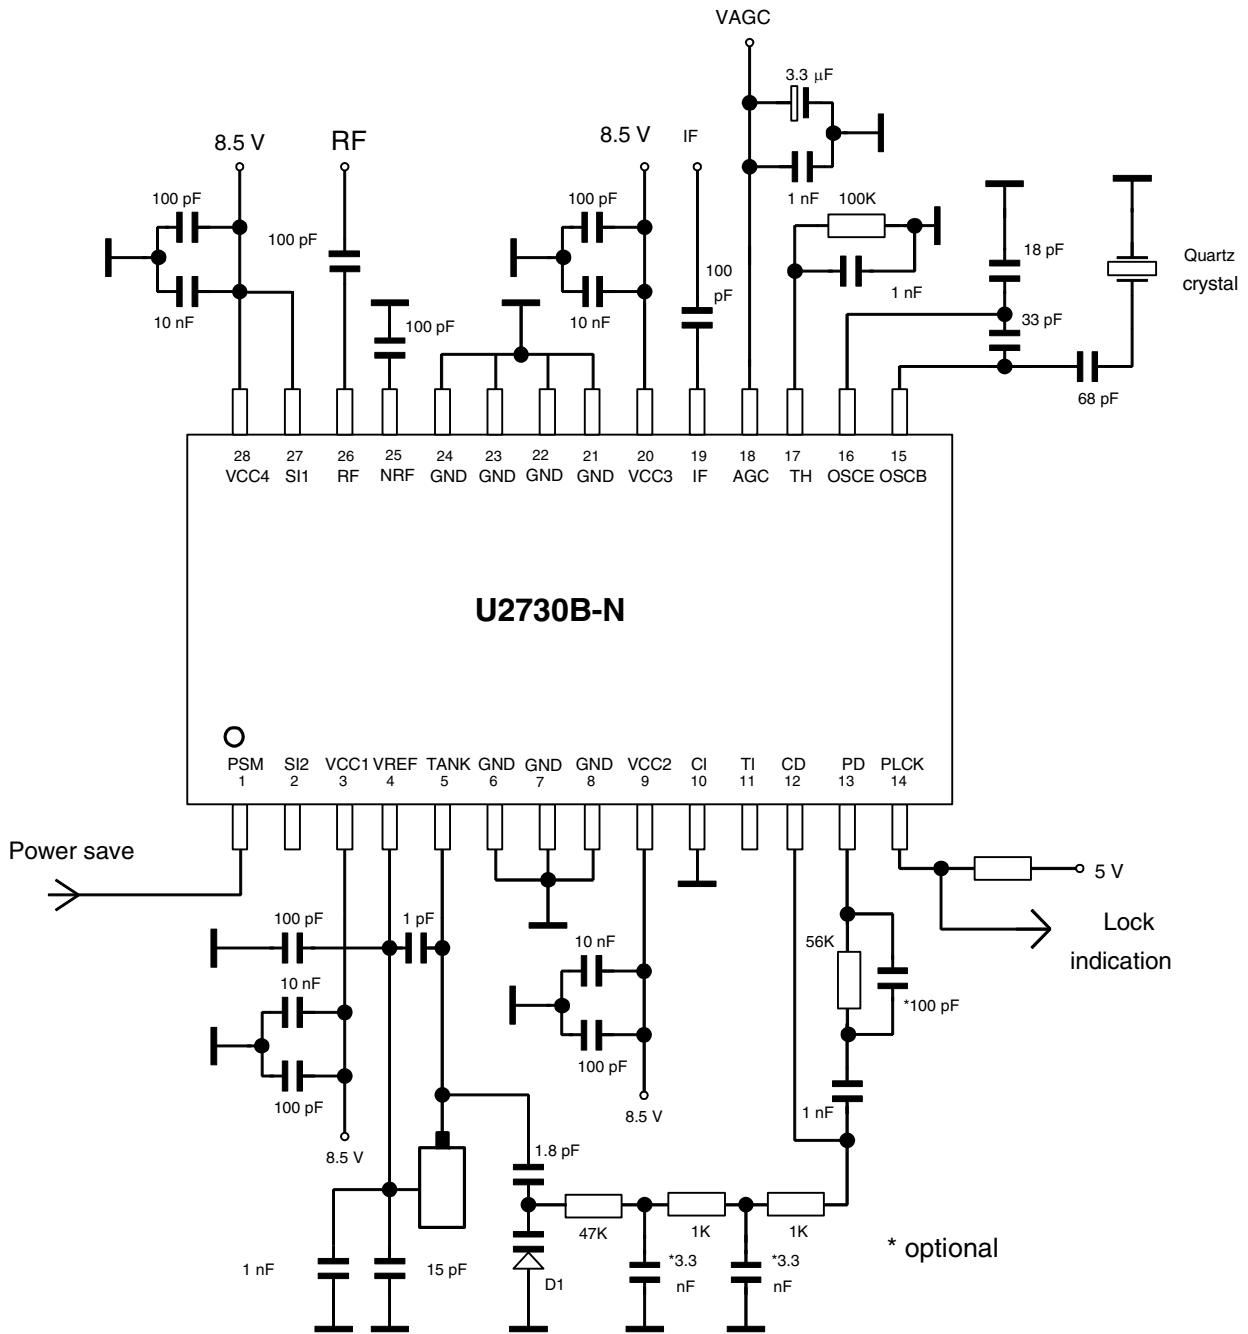 VAGC
3.3 µF
8.5 V
RF
8.5 V
IF
100 pF
100 pF
1 nF
100K
100 pF
100
pF
18 pF
Quartz
crystal
1 nF
10 nF
100 pF
10 nF
33 pF
68 pF
28 27 26 25 24 23 22 21 20 19 18 17 16 15
VCC4 SI1 RF NRF GND GND GND GND VCC3 IF AGC TH OSCE OSCB
U2730B-N
PSM SI2 VCC1 VREF TANK GND GND GND VCC2 CI TI CD PD PLCK
1 2 3 4 5 6 7 8 9 10 11 12 13 14
Power save
5 V
100 pF
1 pF
Lock
indication
10 nF
56K
10 nF
*100 pF
100 pF
100 pF
1 nF
8.5 V
8.5 V
1.8 pF
47K
1K
1K
* optional
1 nF
15 pF
D1
*3.3
nF
*3.3
nF